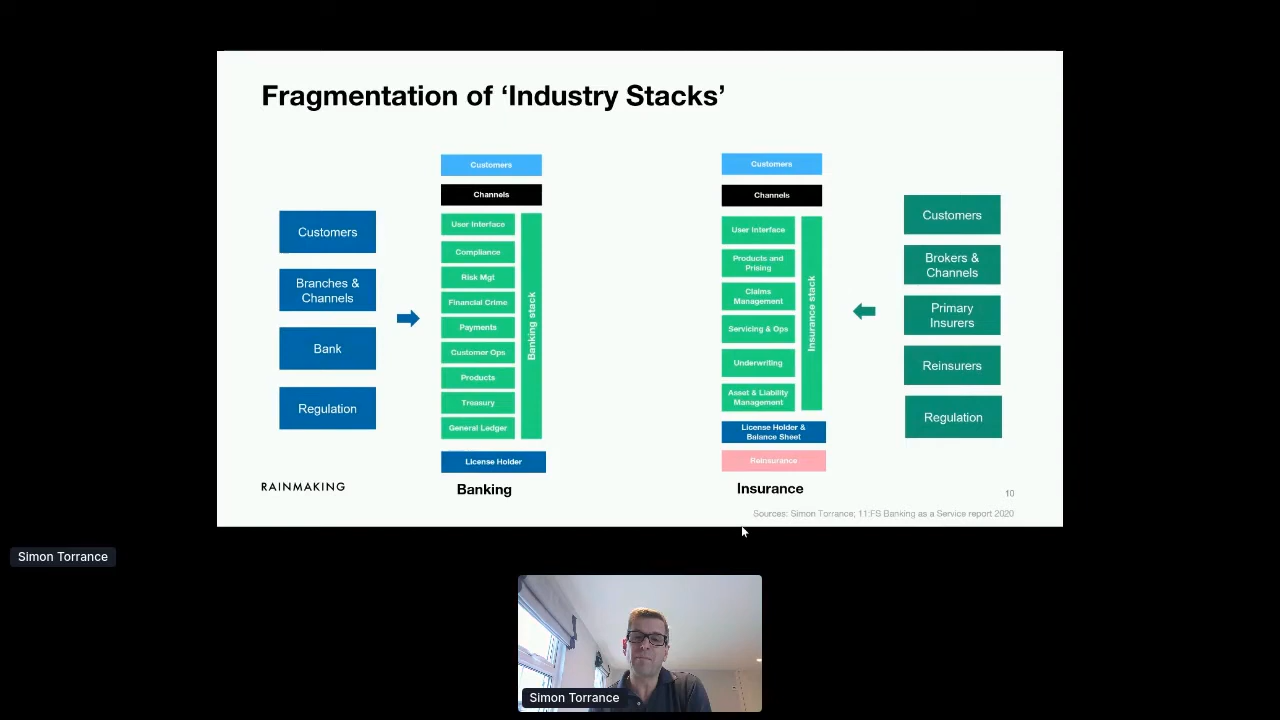 Fragmentation of ‘Industry Stacks’
Customers
Branches &
Channels
Bank
Regulation
Customers
Channels
User Interface
Compliance
Risk Mgt
Financial Crime
Payments
Customer Ops
Products
Treasury
General Ledger
Banking stack
License Holder
Banking
Customers
Channels
User Interface
Products and
Prising
Claims
Management
Servicing & Ops
Underwriting
Asset & Liability
Management
Insurance stack
License Holder &
Balance Sheet
Reinsurance
Insurance
Customers
Brokers &
Channels
Primary
Insurers
Reinsurers
Regulation
RAINMAKING
10
Sources: Simon Torrance; 11:FS Banking as a Service report 2020
Simon Torrance
Simon Torrance